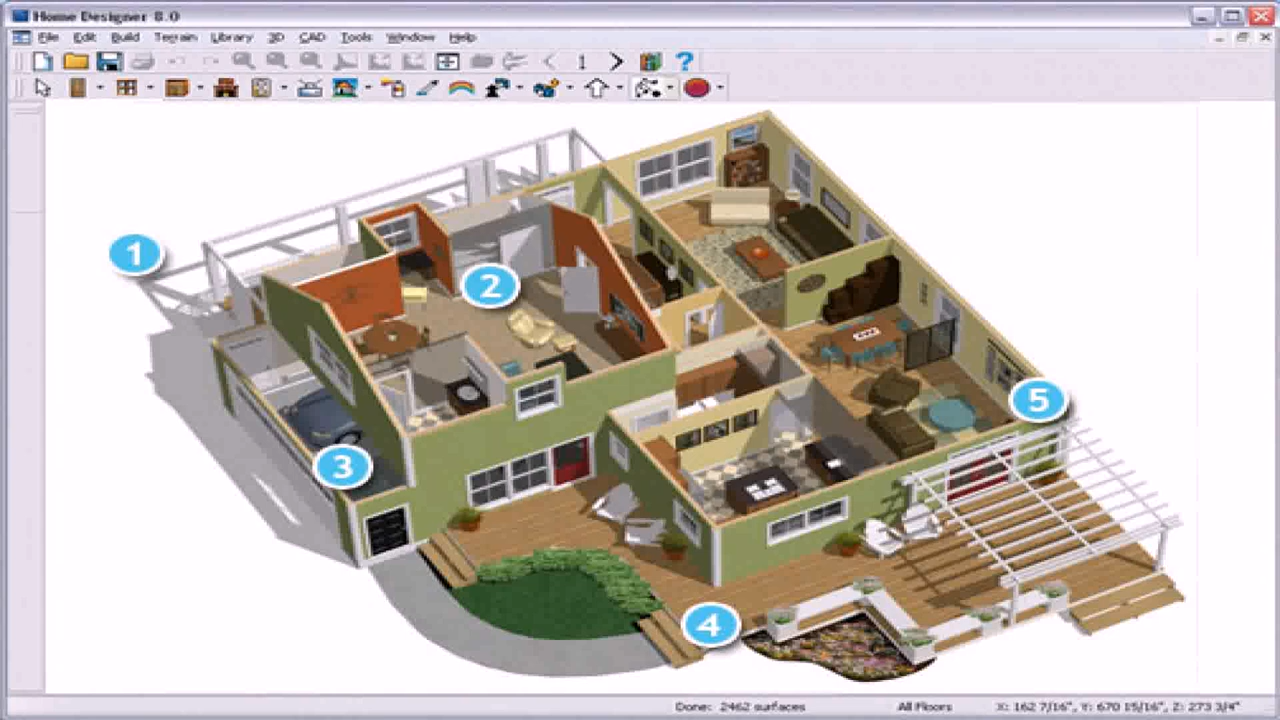 Home Designer 8.0
File Edit Build Terrain Library 3D CAD Tools Window Help
1
1
2
3
4
5
Done: 2462 surfaces All Floors X: 162 7/16", Y: 670 15/16", Z: 273 3/4"